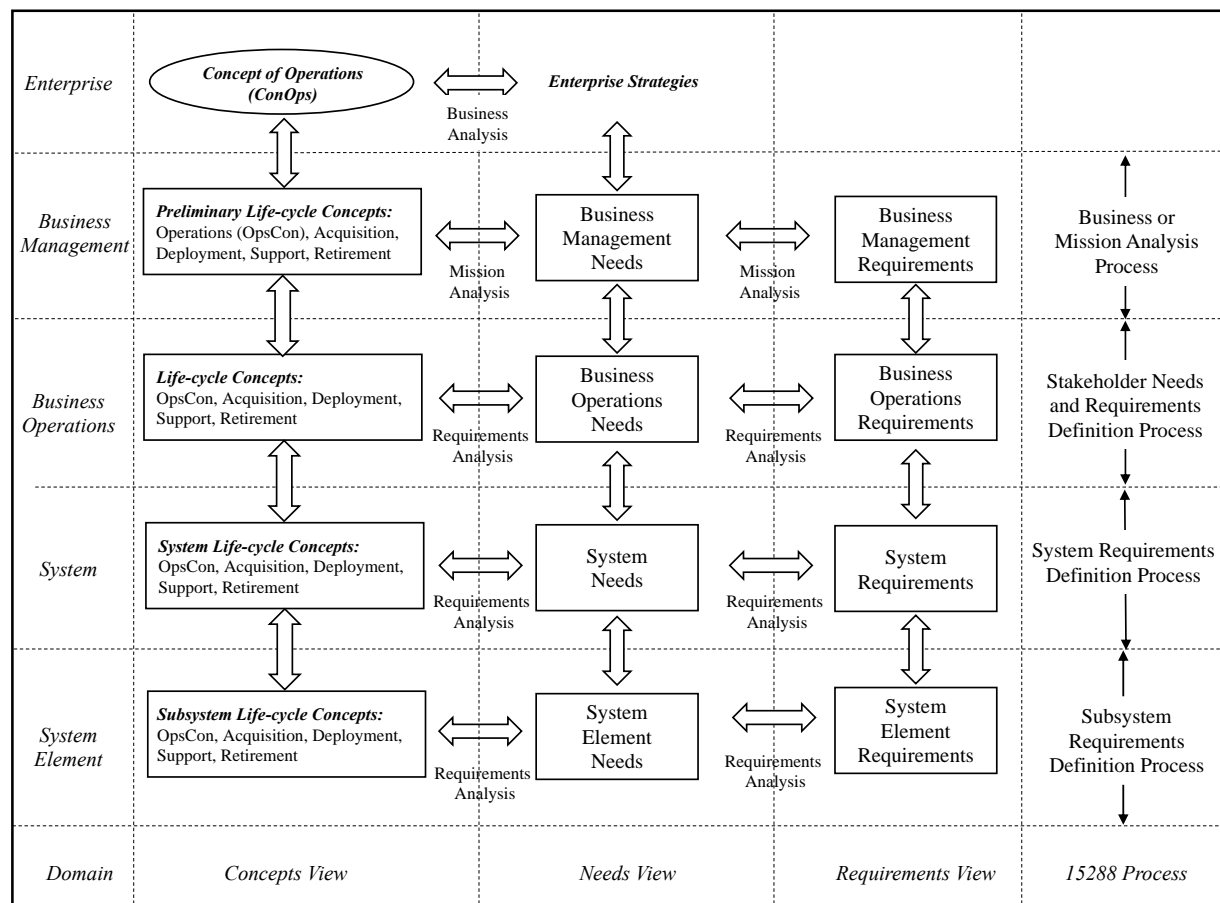 Enterprise
Concept of Operations
(ConOps)
Business
Analysis
Enterprise Strategies
Business
Management
Preliminary Life-cycle Concepts:
Operations (OpsCon), Acquisition,
Deployment, Support, Retirement
Mission
Analysis
Business
Management
Needs
Mission
Analysis
Business
Management
Requirements
Business or
Mission Analysis
Process
Business
Operations
Life-cycle Concepts:
OpsCon, Acquisition, Deployment,
Support, Retirement
Requirements
Analysis
Business
Operations
Needs
Requirements
Analysis
Business
Operations
Requirements
Stakeholder Needs
and Requirements
Definition Process
System
System Life-cycle Concepts:
OpsCon, Acquisition, Deployment,
Support, Retirement
Requirements
Analysis
System
Needs
Requirements
Analysis
System
Requirements
System Requirements
Definition Process
System
Element
Subsystem Life-cycle Concepts:
OpsCon, Acquisition, Deployment,
Support, Retirement
Requirements
Analysis
System
Element
Needs
Requirements
Analysis
System
Element
Requirements
Subsystem
Requirements
Definition Process
Domain
Concepts View
Needs View
Requirements View
15288 Process